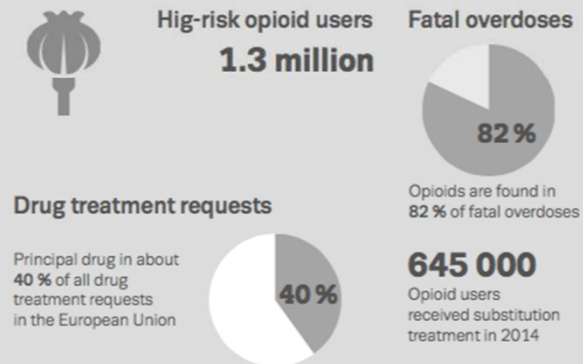 Hig-risk opioid users
1.3 million
Fatal overdoses
82 %
Opioids are found in
82 % of fatal overdoses
Drug treatment requests
Principal drug in about
40 % of all drug
treatment requests
in the European Union
40 %
645 000
Opioid users
received substitution
treatment in 2014